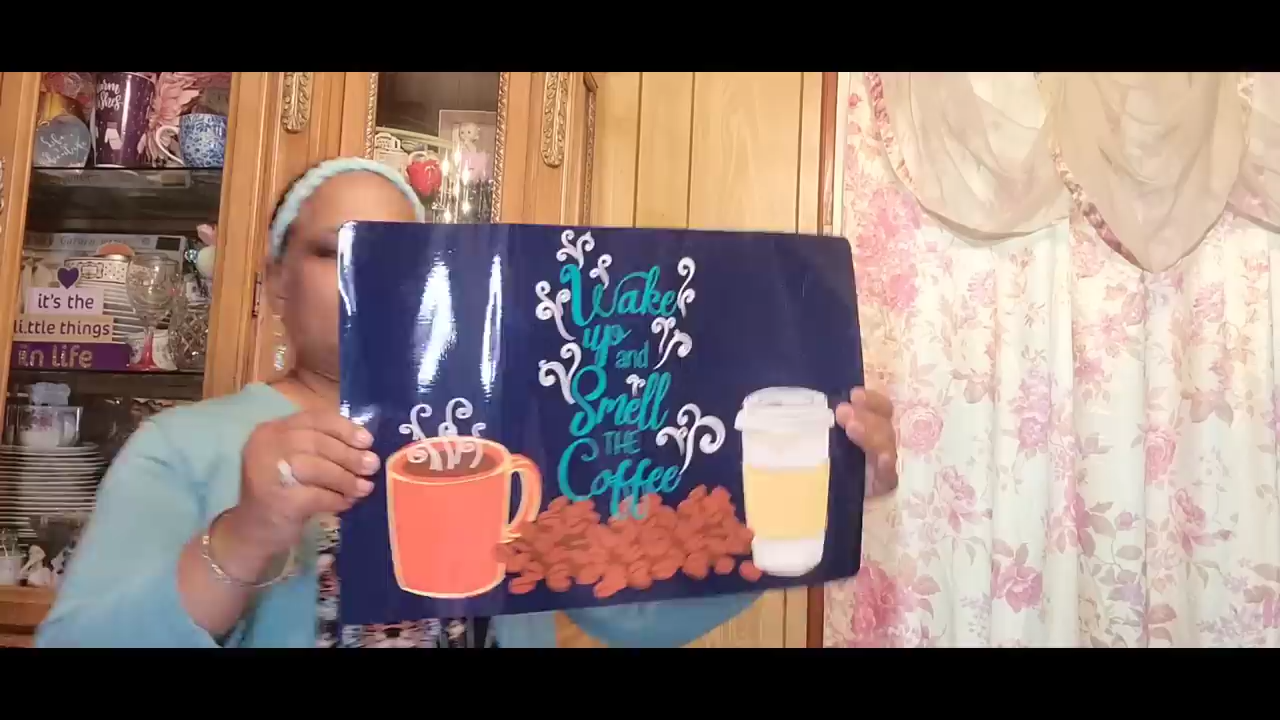 Wake
up and
Smell
THE
Coffee
it's the
little things
in life